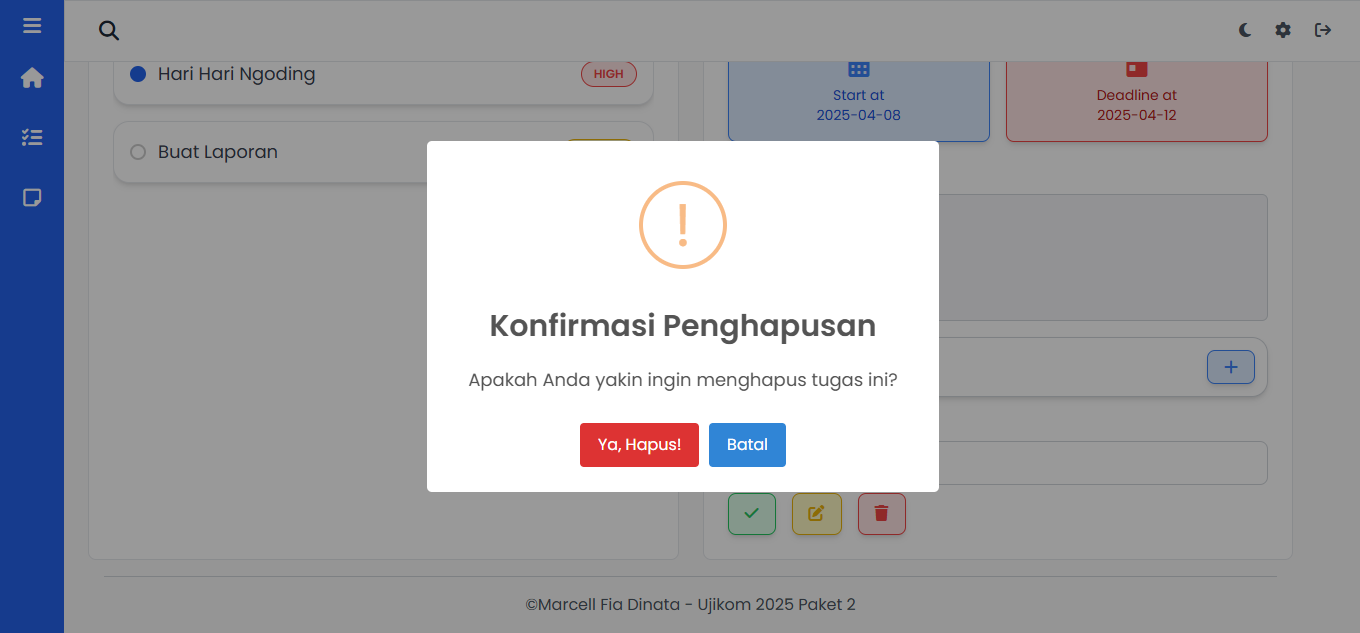 Hari Hari Ngoding
HIGH
Buat Laporan
Start at
2025-04-08
Deadline at
2025-04-12
!
Konfirmasi Penghapusan
Apakah Anda yakin ingin menghapus tugas ini?
Ya, Hapus!
Batal
©Marcell Fia Dinata - Ujikom 2025 Paket 2